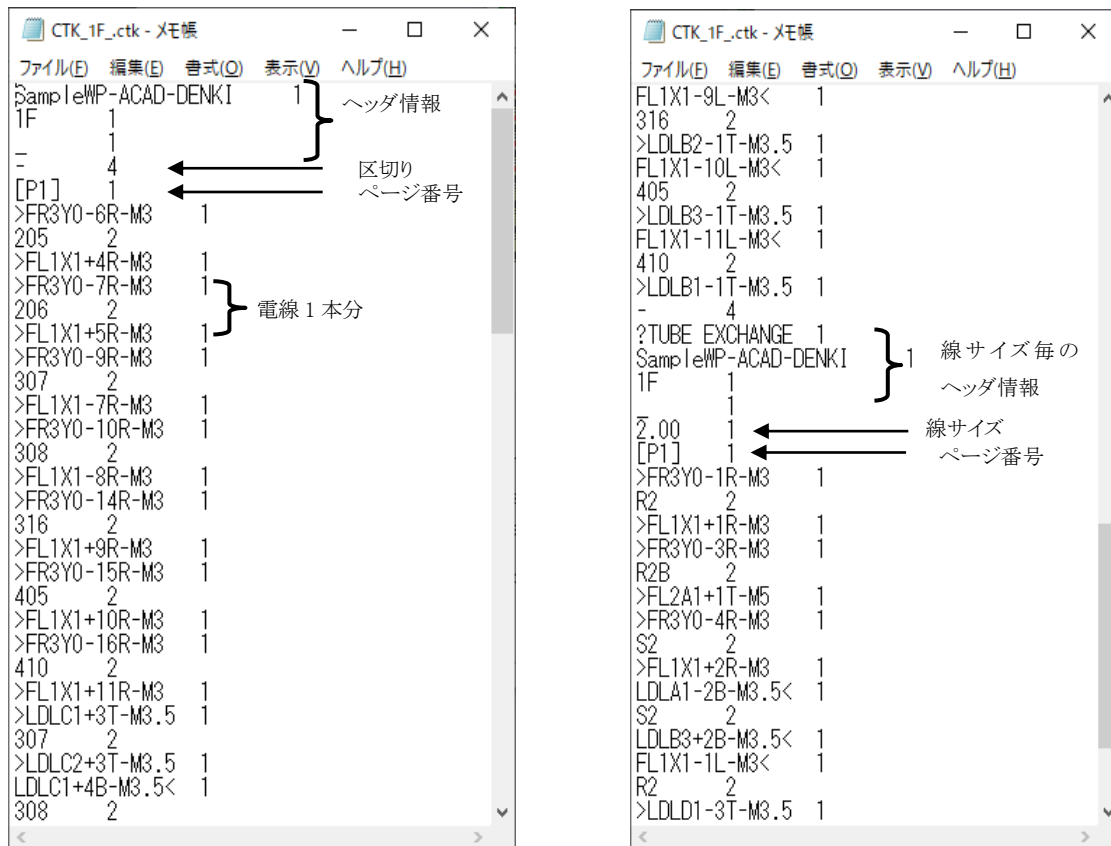 CTK_1F_.ctk - メモ帳
ファイル(F) 編集(E) 書式(O) 表示(V) ヘルプ(H)
SampleWP-ACAD-DENKI 1
1F 1
_ 1
- 4
[P1] 1
>FR3Y0-6R-M3 1
205 2
>FL1X1+4R-M3 1
>FR3Y0-7R-M3 1
206 2
>FL1X1+5R-M3 1
>FR3Y0-9R-M3 1
307 2
>FL1X1-7R-M3 1
>FR3Y0-10R-M3 1
308 2
>FL1X1-8R-M3 1
>FR3Y0-14R-M3 1
316 2
>FL1X1+9R-M3 1
>FR3Y0-15R-M3 1
405 2
>FL1X1+10R-M3 1
>FR3Y0-16R-M3 1
410 2
>FL1X1+11R-M3 1
>LDLC1+3T-M3.5 1
307 2
>LDLC2+3T-M3.5 1
LDLC1+4B-M3.5< 1
308 2
ヘッダ情報
区切り
ページ番号
電線1本分
CTK_1F_.ctk - メモ帳
ファイル(F) 編集(E) 書式(O) 表示(V) ヘルプ(H)
FL1X1-9L-M3< 1
316 2
>LDLB2-1T-M3.5 1
FL1X1-10L-M3< 1
405 2
>LDLB3-1T-M3.5 1
FL1X1-11L-M3< 1
410 2
>LDLB1-1T-M3.5 1
- 4
?TUBE EXCHANGE 1
SampleWP-ACAD-DENKI 1
1F 1
_ 1
2.00 1
[P1] 1
>FR3Y0-1R-M3 1
R2 2
>FL1X1+1R-M3 1
>FR3Y0-3R-M3 1
R2B 2
>FL2A1+1T-M5 1
>FR3Y0-4R-M3 1
S2 2
>FL1X1+2R-M3 1
LDLA1-2B-M3.5< 1
S2 2
LDLB3+2B-M3.5< 1
FL1X1-1L-M3< 1
R2 2
>LDLD1-3T-M3.5 1
線サイズ毎の
ヘッダ情報
線サイズ
ページ番号